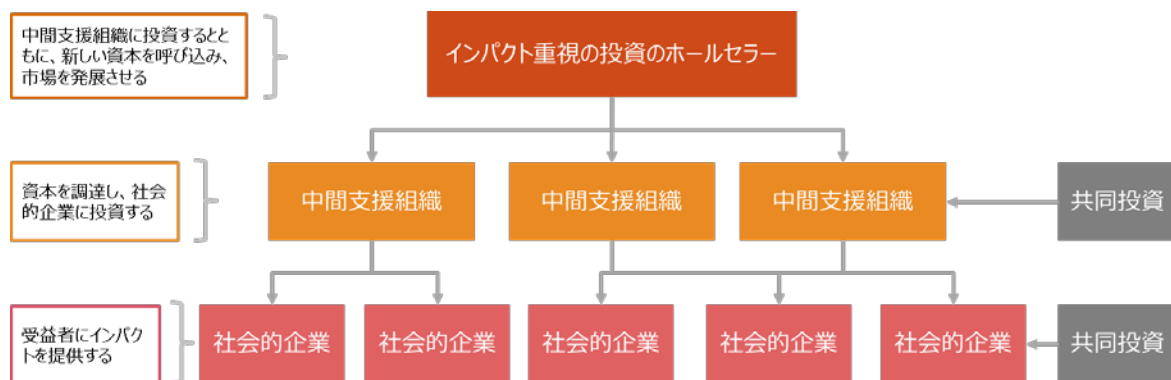 中間支援組織に投資するとと
もに、新しい資本を呼び込み、
市場を発展させる
インパクト重視の投資のホールセラー
資本を調達し、社会
的企業に投資する
中間支援組織
中間支援組織
中間支援組織
共同投資
受益者にインパク
トを提供する
社会的企業
社会的企業
社会的企業
社会的企業
社会的企業
共同投資